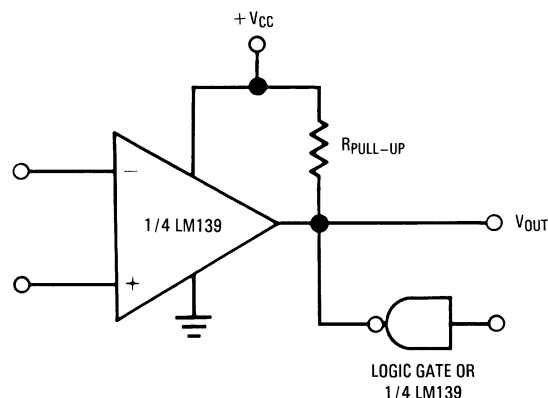 +VCC
RPULL–UP
−
1/4 LM139
+
VOUT
LOGIC GATE OR
1/4 LM139